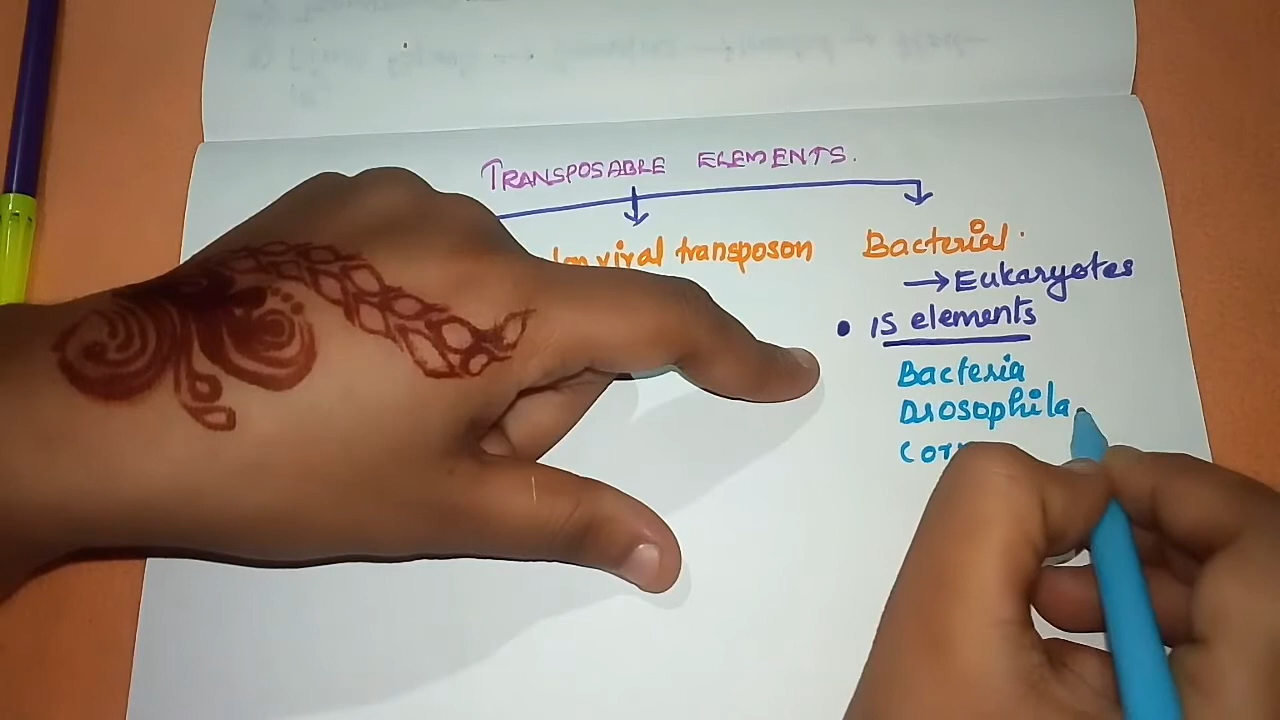 TRANSPOSABLE ELEMENTS.
viral transposon
Bacterial.
→ Eukaryotes
• IS elements
Bacteria
Drosophila